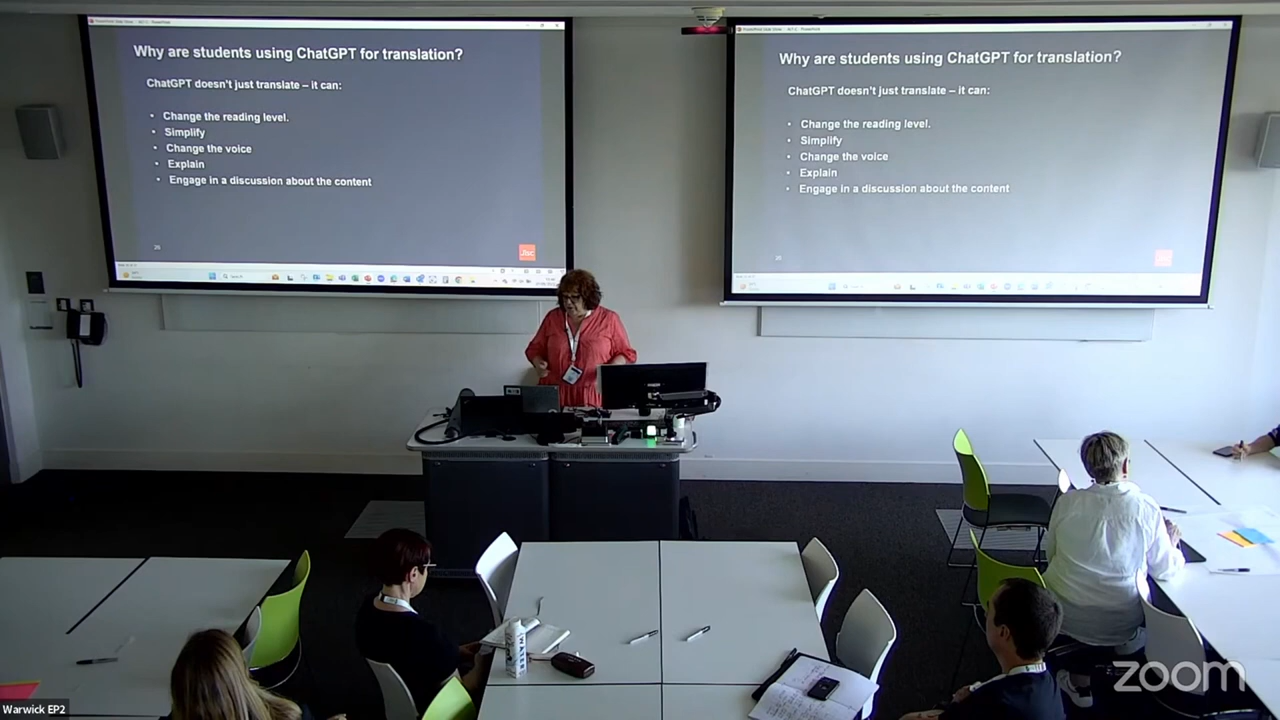 Why are students using ChatGPT for translation?
ChatGPT doesn't just translate – it can:
• Change the reading level.
• Simplify
• Change the voice
• Explain
• Engage in a discussion about the content
Jisc
Why are students using ChatGPT for translation?
ChatGPT doesn't just translate – it can:
• Change the reading level.
• Simplify
• Change the voice
• Explain
• Engage in a discussion about the content
Warwick EP2
zoom